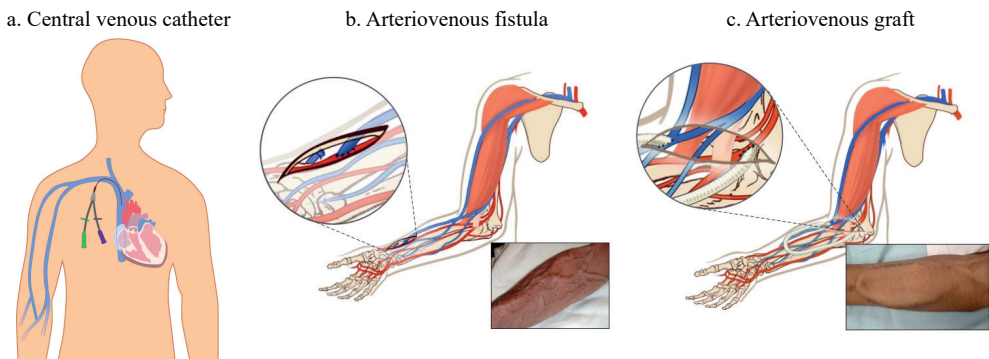 a. Central venous catheter
b. Arteriovenous fistula
c. Arteriovenous graft